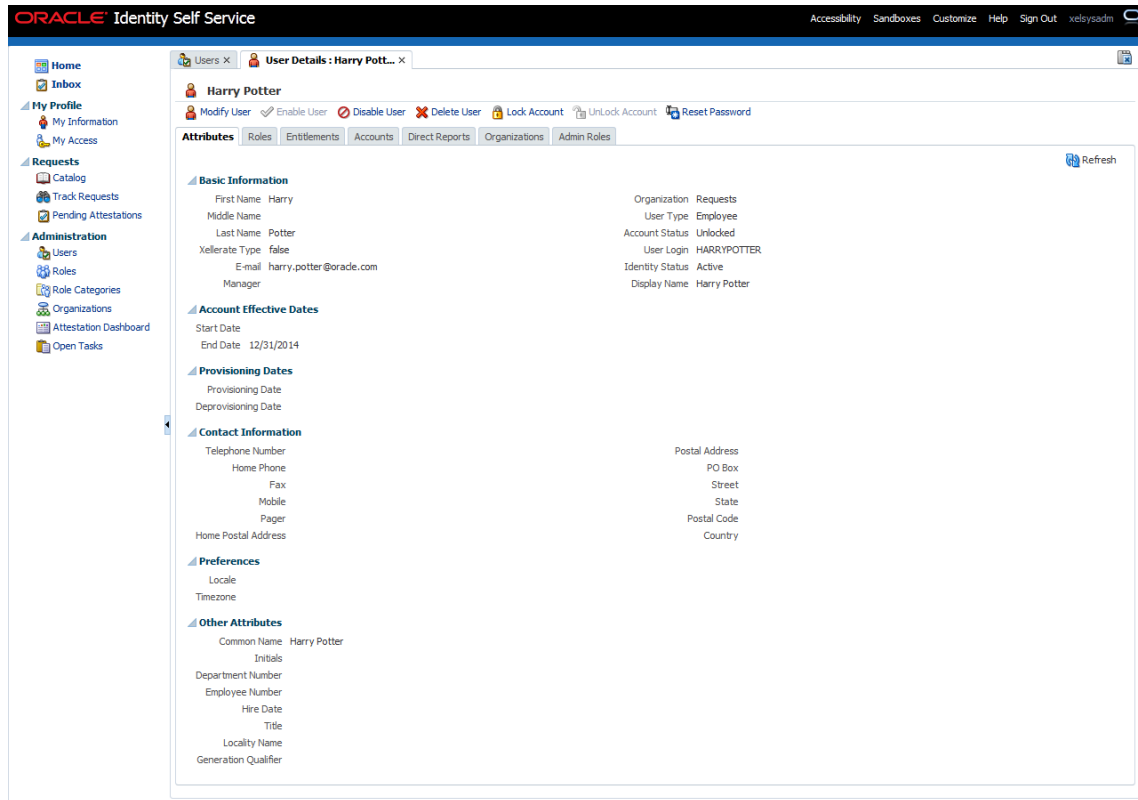 ORACLE Identity Self Service
Accessibility Sandboxes Customize Help Sign Out xelsysadm
Home
Inbox
My Profile
My Information
My Access
Requests
Catalog
Track Requests
Pending Attestations
Administration
Users
Roles
Role Categories
Organizations
Attestation Dashboard
Open Tasks
Users User Details : Harry Pott...
Harry Potter
Modify User Enable User Disable User Delete User Lock Account UnLock Account Reset Password
Attributes Roles Entitlements Accounts Direct Reports Organizations Admin Roles
Refresh
Basic Information
First Name Harry Organization Requests
Middle Name User Type Employee
Last Name Potter Account Status Unlocked
Xellerate Type false User Login HARRYPOTTER
E-mail harry.potter@oracle.com Identity Status Active
Manager Display Name Harry Potter
Account Effective Dates
Start Date
End Date 12/31/2014
Provisioning Dates
Provisioning Date
Deprovisioning Date
Contact Information
Telephone Number Postal Address
Home Phone PO Box
Fax Street
Mobile State
Pager Postal Code
Home Postal Address Country
Preferences
Locale
Timezone
Other Attributes
Common Name Harry Potter
Initials
Department Number
Employee Number
Hire Date
Title
Locality Name
Generation Qualifier